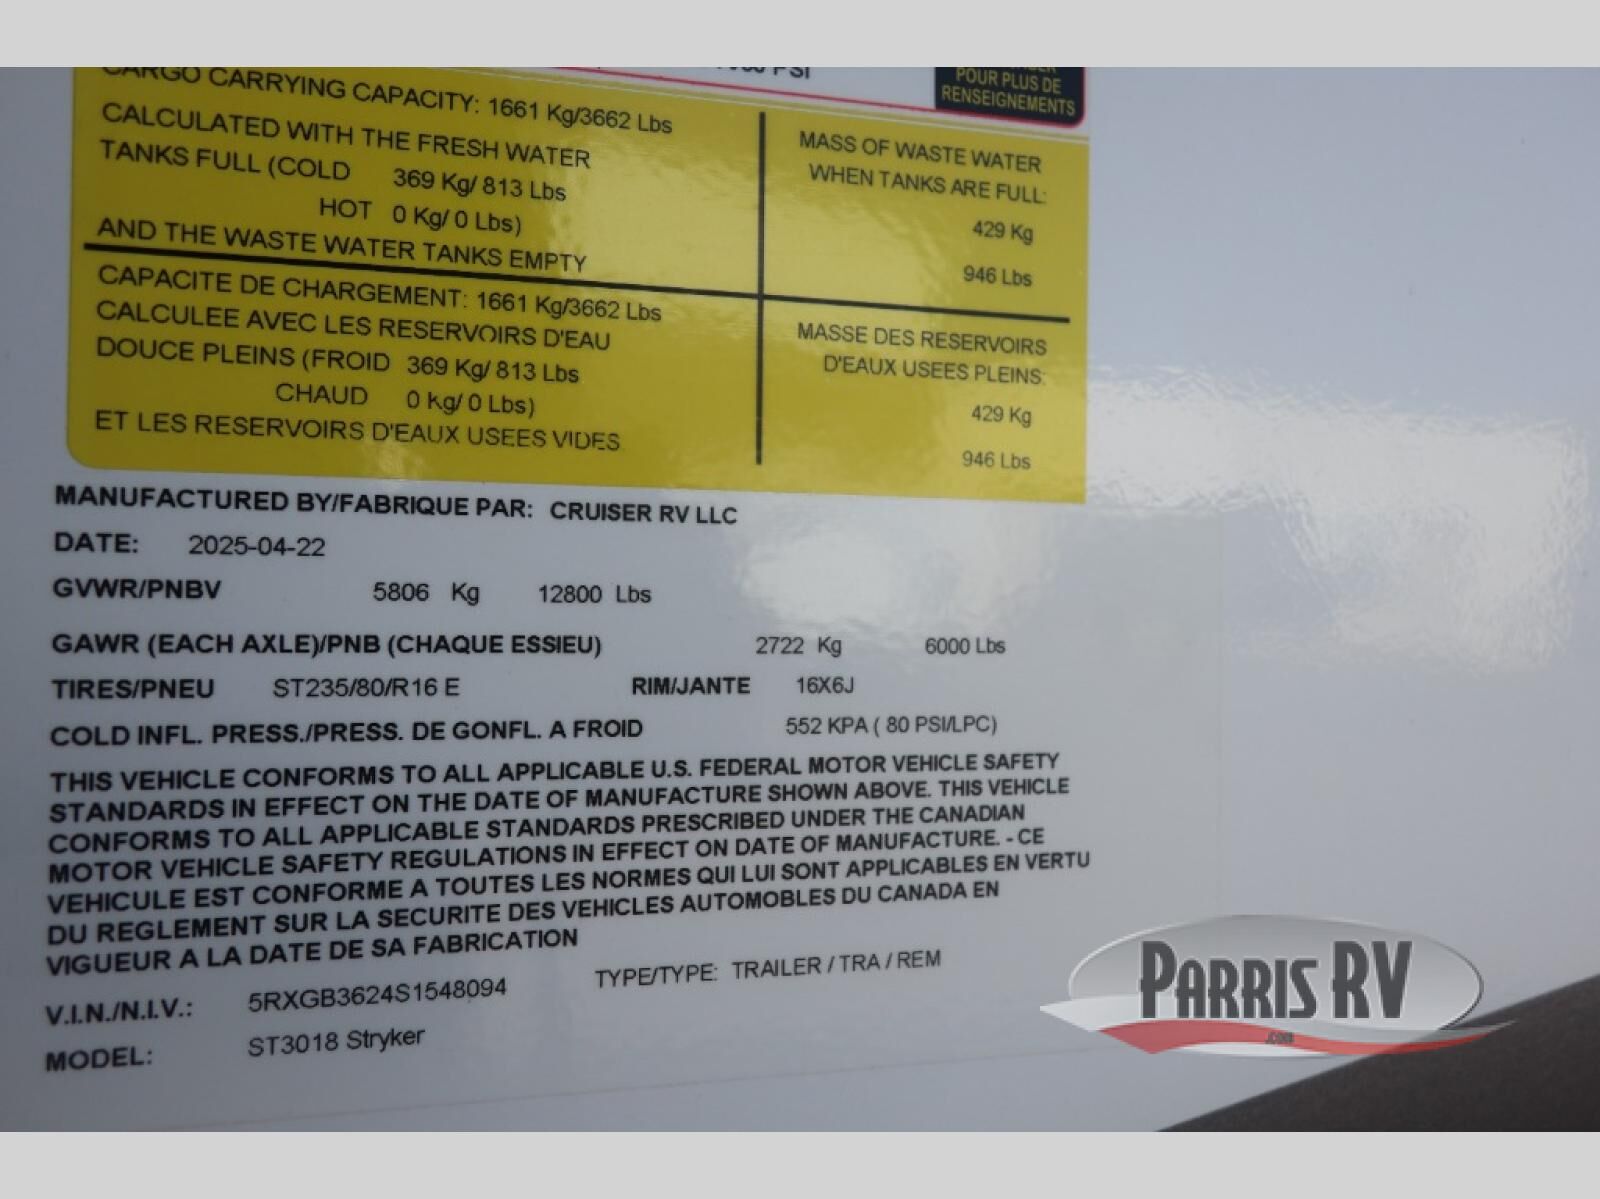 PSI
POUR PLUS DE
RENSEIGNEMENTS
CARGO CARRYING CAPACITY: 1661 Kg/3662 Lbs
CALCULATED WITH THE FRESH WATER
TANKS FULL (COLD 369 Kg/ 813 Lbs
HOT 0 Kg/ 0 Lbs)
AND THE WASTE WATER TANKS EMPTY
MASS OF WASTE WATER
WHEN TANKS ARE FULL:
429 Kg
946 Lbs
CAPACITE DE CHARGEMENT: 1661 Kg/3662 Lbs
CALCULEE AVEC LES RESERVOIRS D'EAU
DOUCE PLEINS (FROID 369 Kg/ 813 Lbs
CHAUD 0 Kg/ 0 Lbs)
ET LES RESERVOIRS D'EAUX USEES VIDES
MASSE DES RESERVOIRS
D'EAUX USEES PLEINS:
429 Kg
946 Lbs
MANUFACTURED BY/FABRIQUE PAR: CRUISER RV LLC
DATE: 2025-04-22
GVWR/PNBV 5806 Kg 12800 Lbs
GAWR (EACH AXLE)/PNB (CHAQUE ESSIEU) 2722 Kg 6000 Lbs
TIRES/PNEU ST235/80/R16 E RIM/JANTE 16X6J
COLD INFL. PRESS./PRESS. DE GONFL. A FROID 552 KPA ( 80 PSI/LPC)
THIS VEHICLE CONFORMS TO ALL APPLICABLE U.S. FEDERAL MOTOR VEHICLE SAFETY
STANDARDS IN EFFECT ON THE DATE OF MANUFACTURE SHOWN ABOVE. THIS VEHICLE
CONFORMS TO ALL APPLICABLE STANDARDS PRESCRIBED UNDER THE CANADIAN
MOTOR VEHICLE SAFETY REGULATIONS IN EFFECT ON DATE OF MANUFACTURE. - CE
VEHICULE EST CONFORME A TOUTES LES NORMES QUI LUI SONT APPLICABLES EN VERTU
DU REGLEMENT SUR LA SECURITE DES VEHICLES AUTOMOBLES DU CANADA EN
VIGUEUR A LA DATE DE SA FABRICATION
V.I.N./N.I.V.: 5RXGB3624S1548094 TYPE/TYPE: TRAILER / TRA / REM
MODEL: ST3018 Stryker
PARRIS RV
.COM